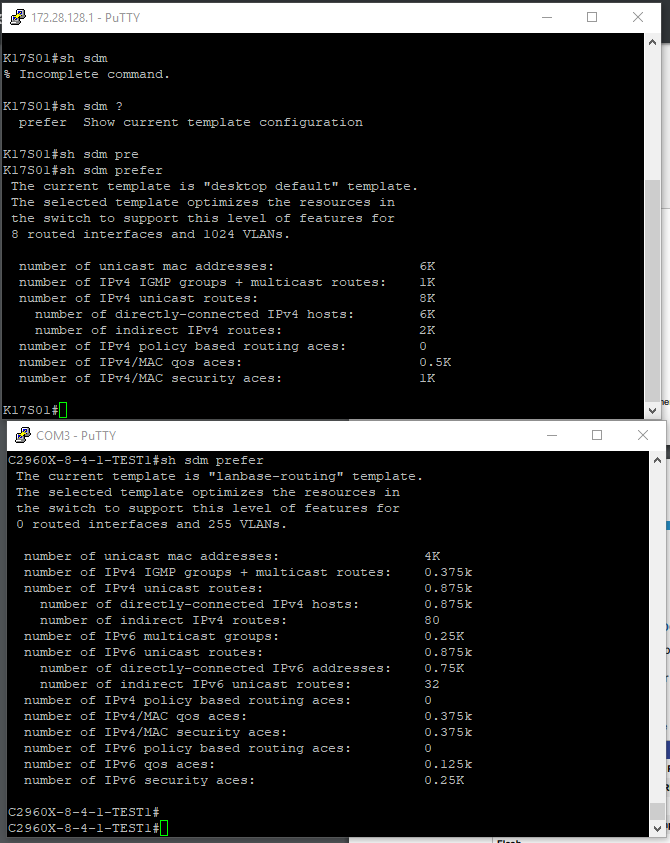 172.28.128.1 - PuTTY
K17S01#sh sdm
% Incomplete command.
K17S01#sh sdm ?
  prefer  Show current template configuration
K17S01#sh sdm pre
K17S01#sh sdm prefer
 The current template is "desktop default" template.
 The selected template optimizes the resources in
 the switch to support this level of features for
 8 routed interfaces and 1024 VLANs.
  number of unicast mac addresses:                  6K
  number of IPv4 IGMP groups + multicast routes:    1K
  number of IPv4 unicast routes:                    8K
    number of directly-connected IPv4 hosts:        6K
    number of indirect IPv4 routes:                 2K
  number of IPv4 policy based routing aces:         0
  number of IPv4/MAC qos aces:                      0.5K
  number of IPv4/MAC security aces:                 1K
K17S01#
COM3 - PuTTY
C2960X-8-4-1-TEST1#sh sdm prefer
 The current template is "lanbase-routing" template.
 The selected template optimizes the resources in
 the switch to support this level of features for
 0 routed interfaces and 255 VLANs.
  number of unicast mac addresses:                  4K
  number of IPv4 IGMP groups + multicast routes:    0.375k
  number of IPv4 unicast routes:                    0.875k
    number of directly-connected IPv4 hosts:        0.875k
    number of indirect IPv4 routes:                 80
  number of IPv6 multicast groups:                  0.25K
  number of IPv6 unicast routes:                    0.875k
    number of directly-connected IPv6 addresses:    0.75K
    number of indirect IPv6 unicast routes:         32
  number of IPv4 policy based routing aces:         0
  number of IPv4/MAC qos aces:                      0.375k
  number of IPv4/MAC security aces:                 0.375k
  number of IPv6 policy based routing aces:         0
  number of IPv6 qos aces:                          0.125k
  number of IPv6 security aces:                     0.25K
C2960X-8-4-1-TEST1#
C2960X-8-4-1-TEST1#